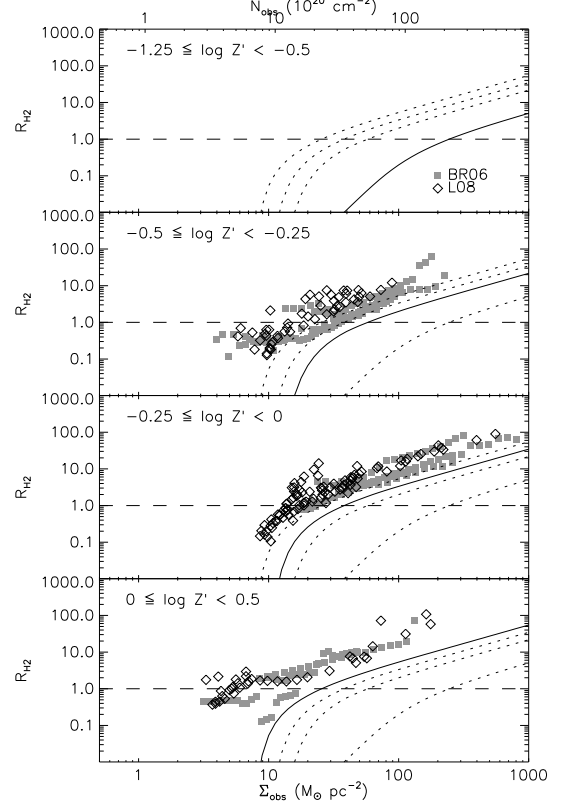 N_obs (10^20 cm^-2)
1 10 100
1000.0
100.0
10.0
1.0
0.1
R_H2
-1.25 ≦ log Z' < -0.5
BR06
L08
1000.0
100.0
10.0
1.0
0.1
R_H2
-0.5 ≦ log Z' < -0.25
1000.0
100.0
10.0
1.0
0.1
R_H2
-0.25 ≦ log Z' < 0
1000.0
100.0
10.0
1.0
0.1
R_H2
0 ≦ log Z' < 0.5
1 10 100 1000
Σ_obs (M_⊙ pc^-2)